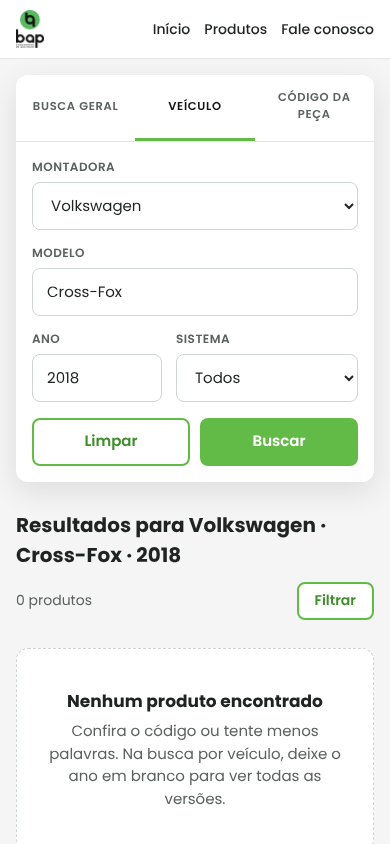 bap
Início Produtos Fale conosco
BUSCA GERAL
VEÍCULO
CÓDIGO DA
PEÇA
MONTADORA
Volkswagen
MODELO
Cross-Fox
ANO
SISTEMA
2018
Todos
Limpar
Buscar
Resultados para Volkswagen ·
Cross-Fox · 2018
0 produtos
Filtrar
Nenhum produto encontrado
Confira o código ou tente menos
palavras. Na busca por veículo, deixe o
ano em branco para ver todas as
versões.